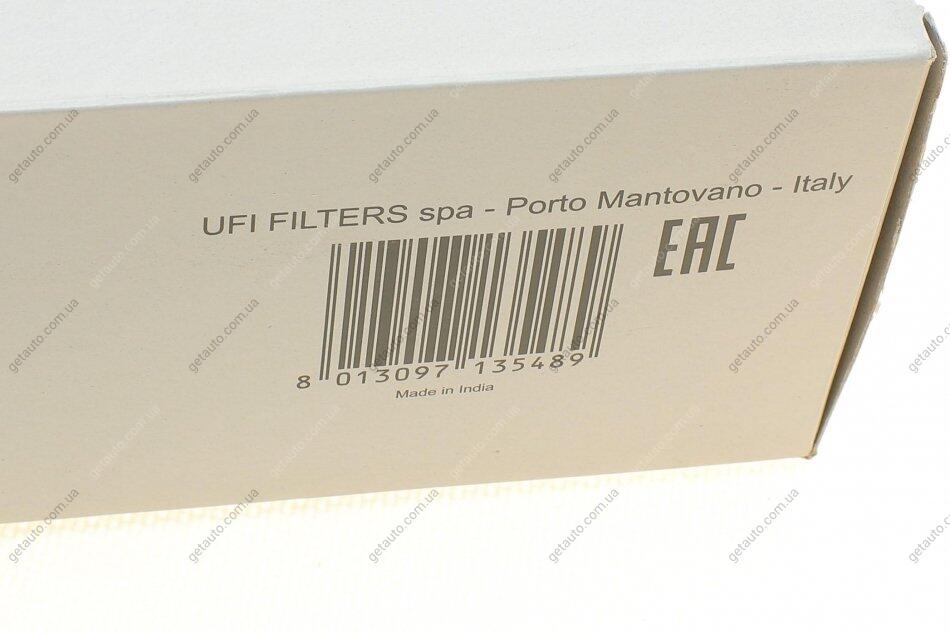 UFI FILTERS spa - Porto Mantovano - Italy
EAC
8 013097 135489
Made in India
getauto.com.ua